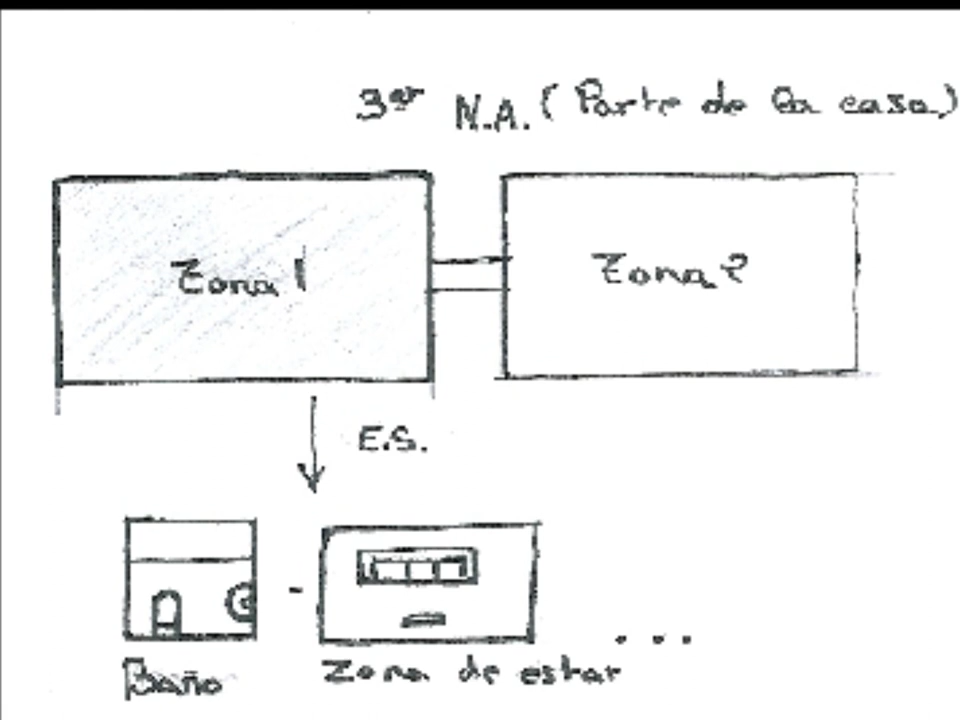 3er N.A. (Parte de la casa)
Zona 1
Zona 2
E.S.
Baño
Zona de estar
...